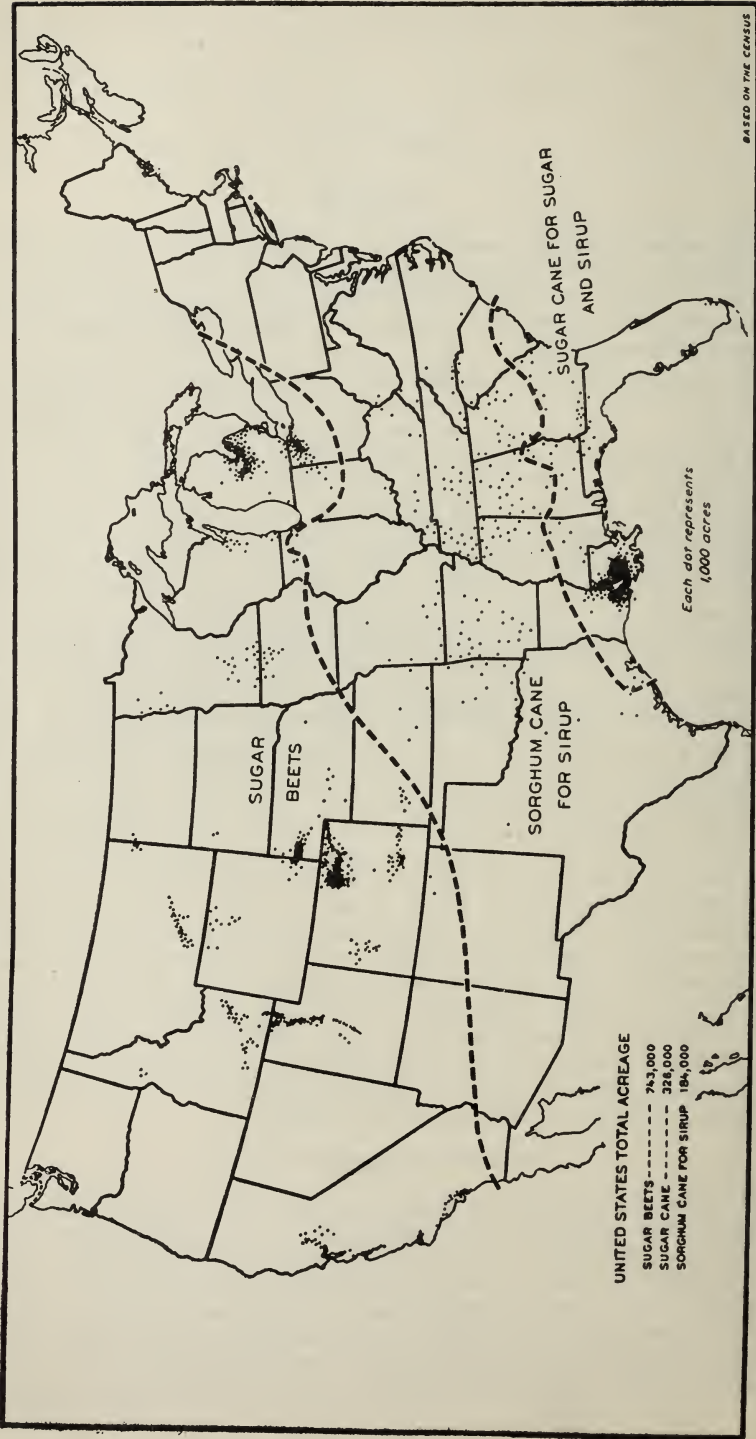 SUGAR
BEETS
SORGHUM CANE
FOR SIRUP
SUGAR CANE FOR SUGAR
AND SIRUP
Each dot represents
1,000 acres
UNITED STATES TOTAL ACREAGE
SUGAR BEETS -------- 743,000
SUGAR CANE -------- 328,000
SORGHUM CANE FOR SIRUP 184,000
BASED ON THE CENSUS